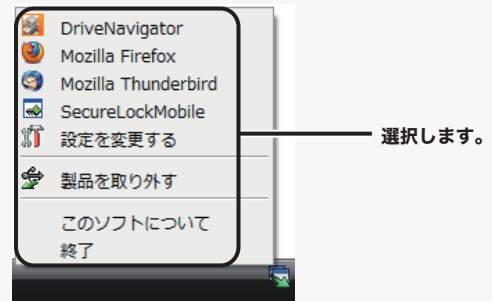 DriveNavigator
Mozilla Firefox
Mozilla Thunderbird
SecureLockMobile
設定を変更する
選択します。
製品を取り外す
このソフトについて
終了